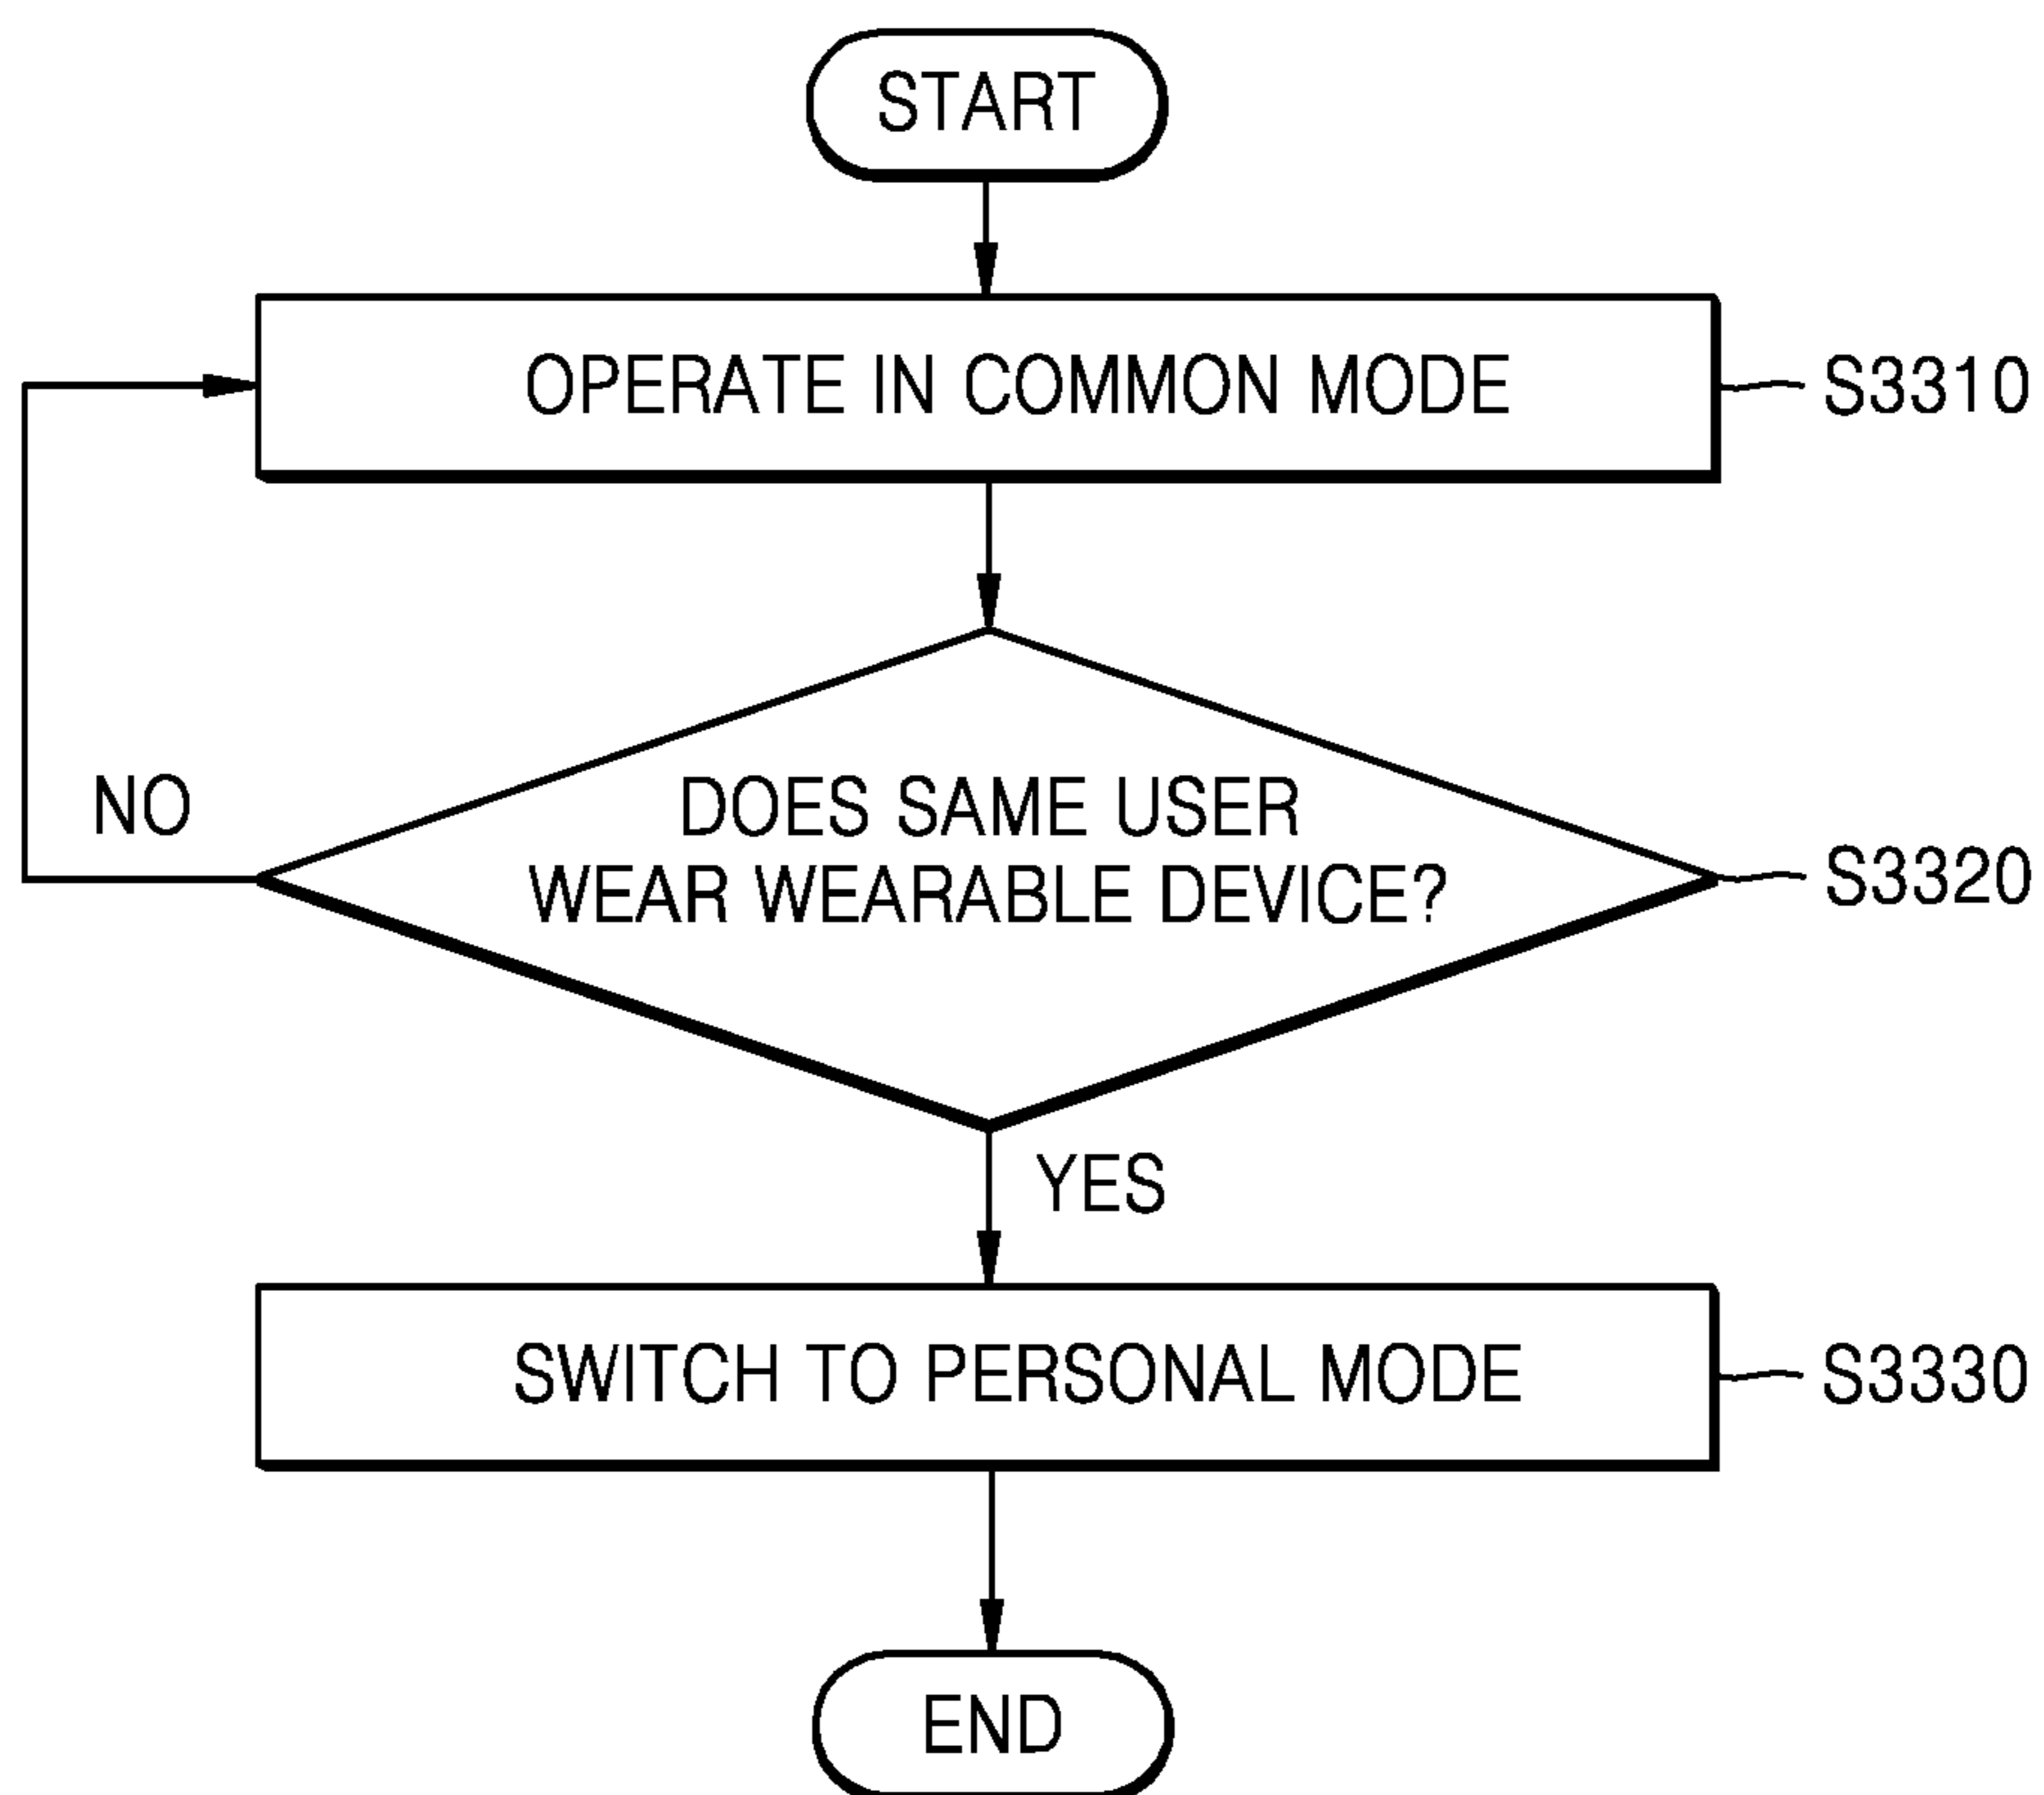 START
OPERATE IN COMMON MODE
S3310
NO
DOES SAME USER
WEAR WEARABLE DEVICE?
S3320
YES
SWITCH TO PERSONAL MODE
S3330
END